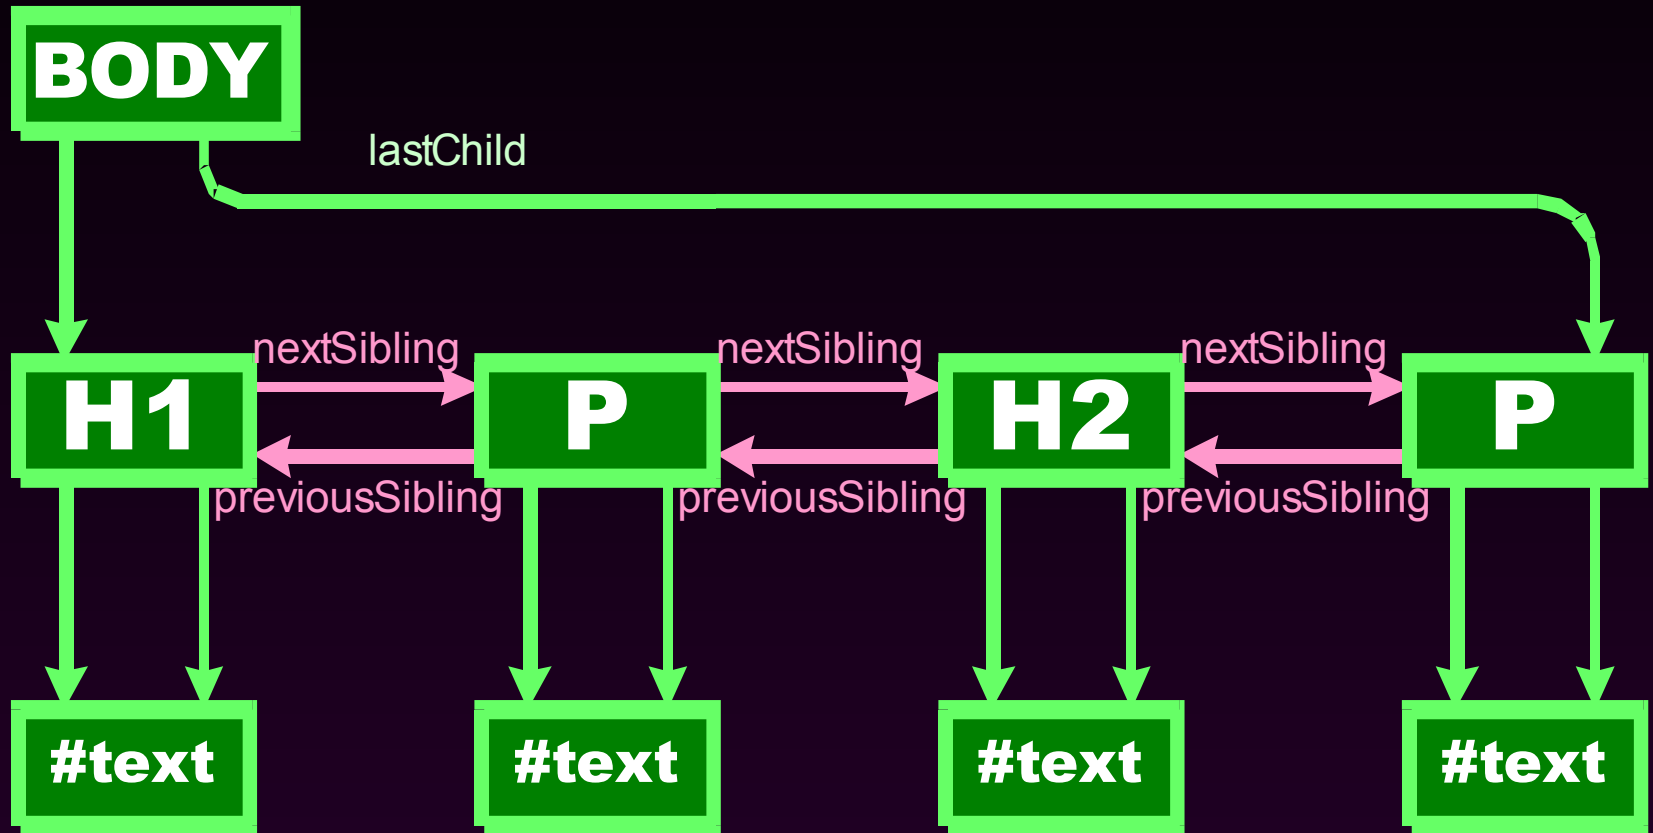 BODY
lastChild
nextSibling nextSibling nextSibling
H1 P H2 P
previousSibling previousSibling previousSibling
#text #text #text #text